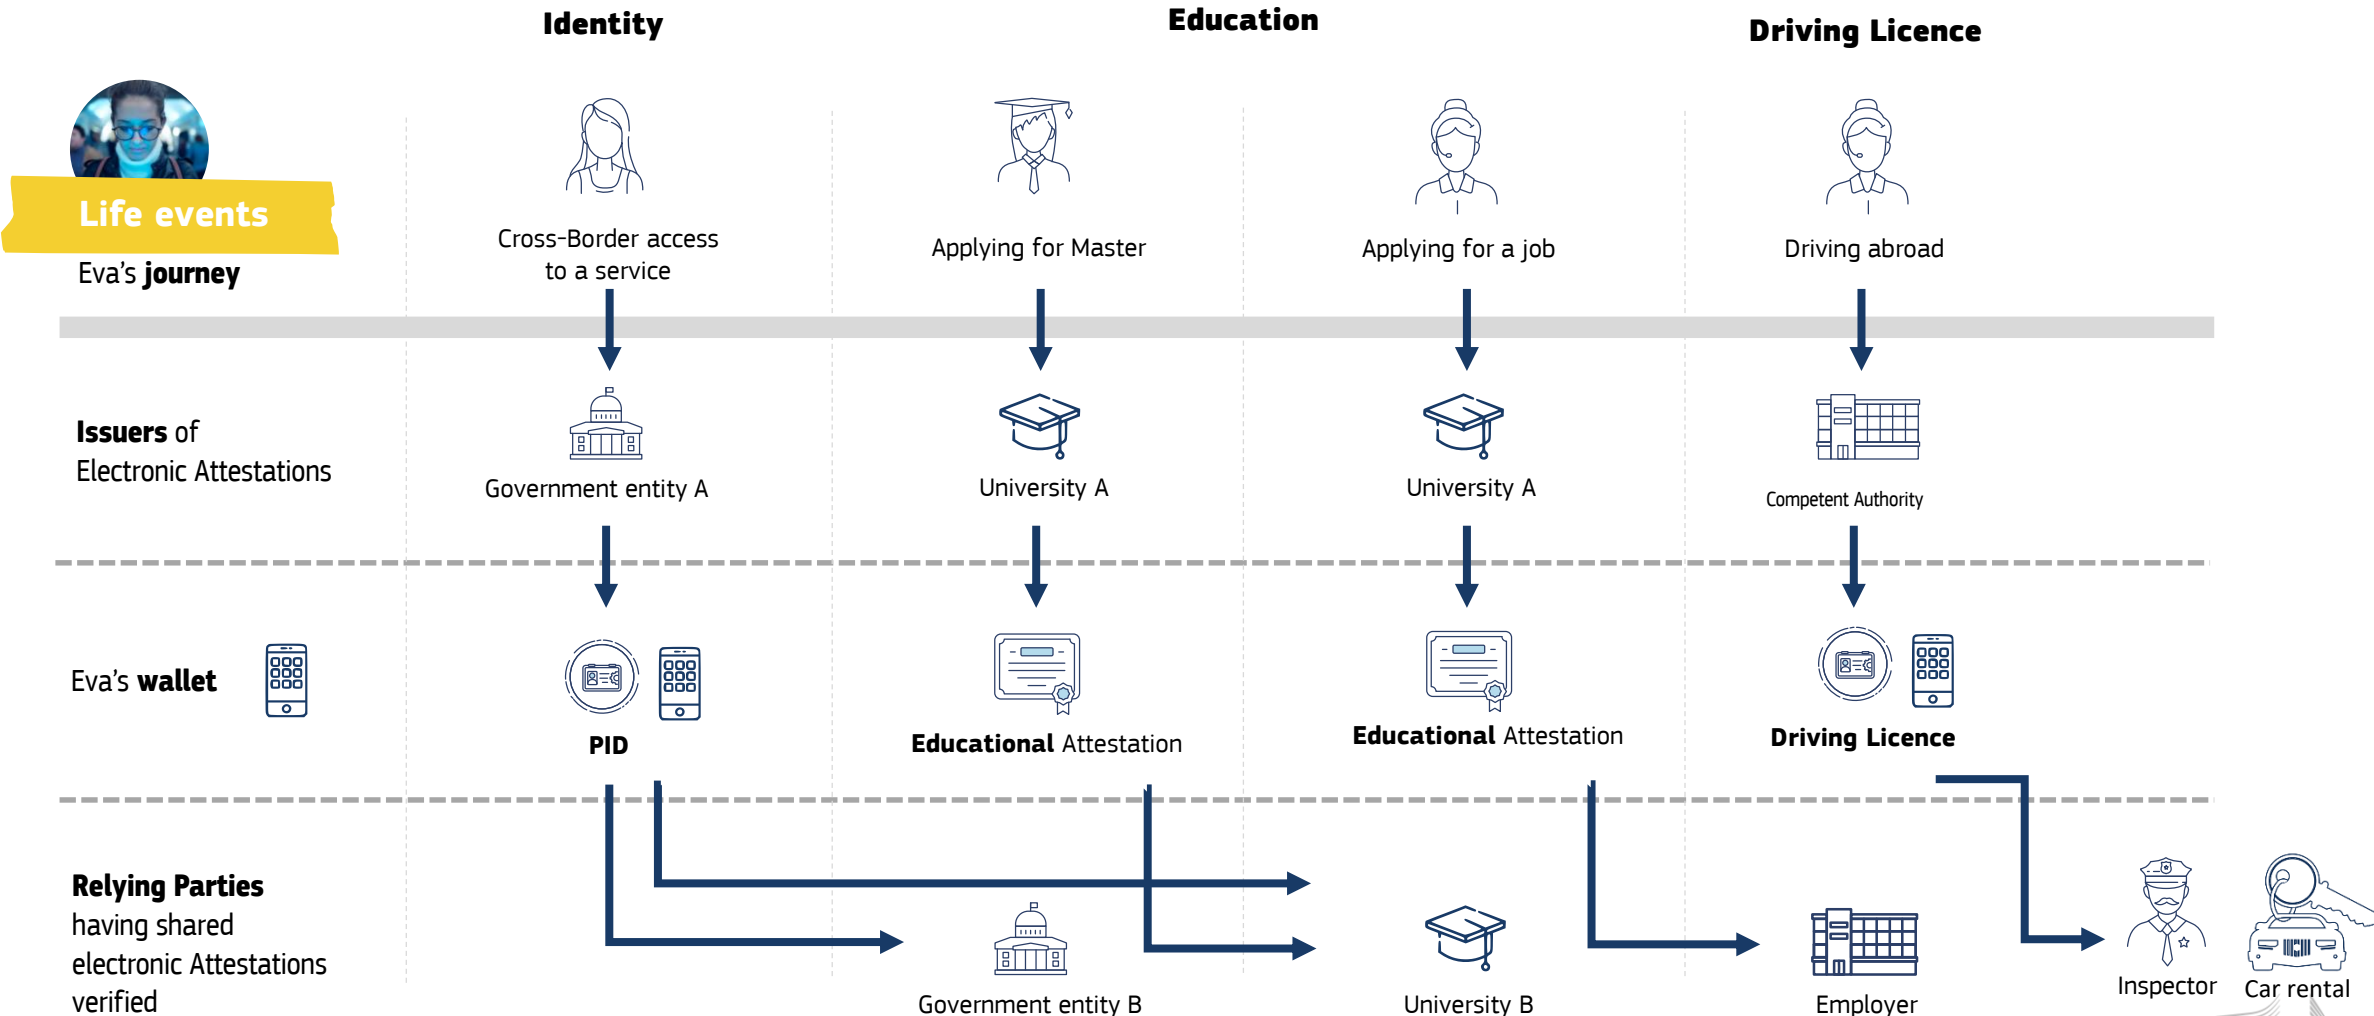 Identity
Education
Driving Licence
Life events
Eva's journey
Cross-Border access
to a service
Applying for Master
Applying for a job
Driving abroad
Issuers of
Electronic Attestations
Government entity A
University A
University A
Competent Authority
Eva's wallet
PID
Educational Attestation
Educational Attestation
Driving Licence
Relying Parties
having shared
electronic Attestations
verified
Government entity B
University B
Employer
Inspector
Car rental